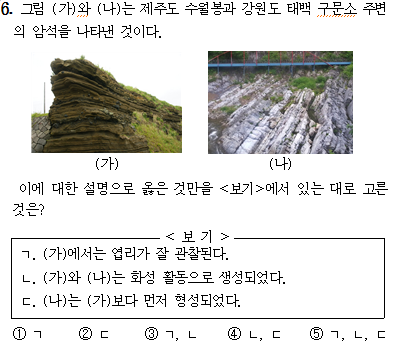 6. 그림 (가)와 (나)는 제주도 수월봉과 강원도 태백 구문소 주변
의 암석을 나타낸 것이다.
(가) (나)
이에 대한 설명으로 옳은 것만을 <보기>에서 있는 대로 고른
것은?
< 보 기 >
ㄱ. (가)에서는 엽리가 잘 관찰된다.
ㄴ. (가)와 (나)는 화성 활동으로 생성되었다.
ㄷ. (나)는 (가)보다 먼저 형성되었다.
① ㄱ ② ㄷ ③ ㄱ, ㄴ ④ ㄴ, ㄷ ⑤ ㄱ, ㄴ, ㄷ